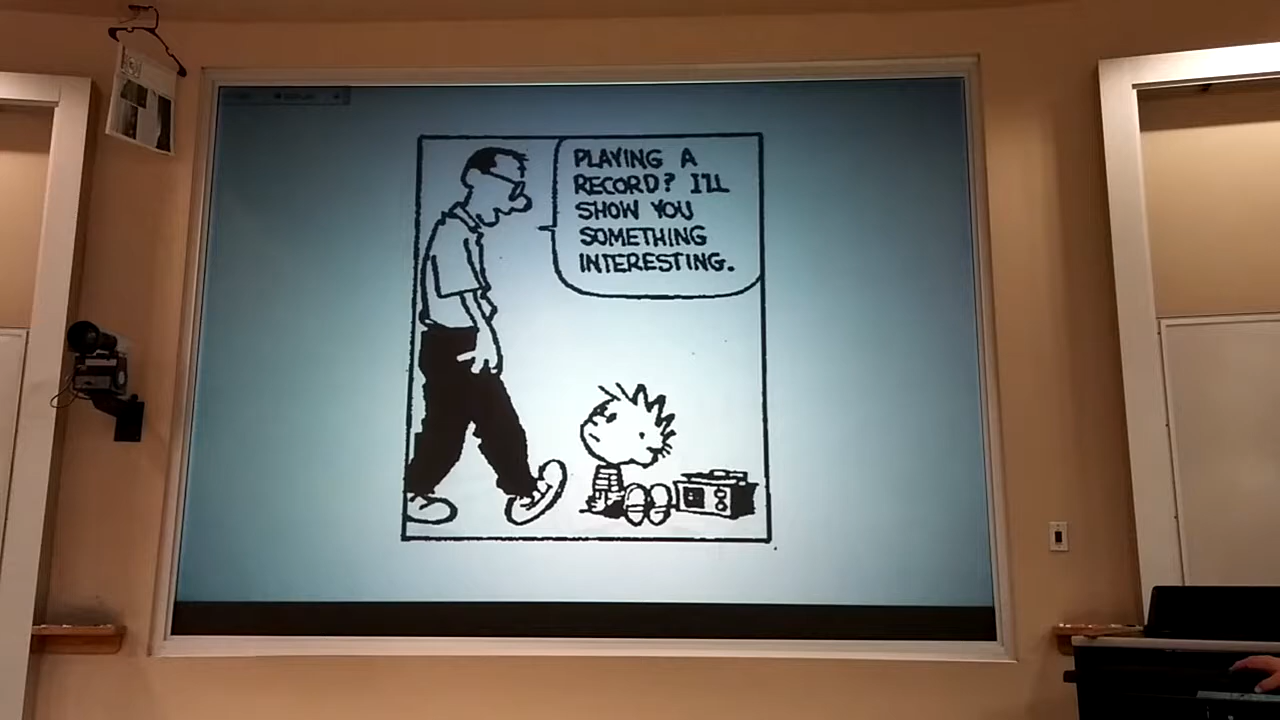 PLAYING A
RECORD? I'LL
SHOW YOU
SOMETHING
INTERESTING.